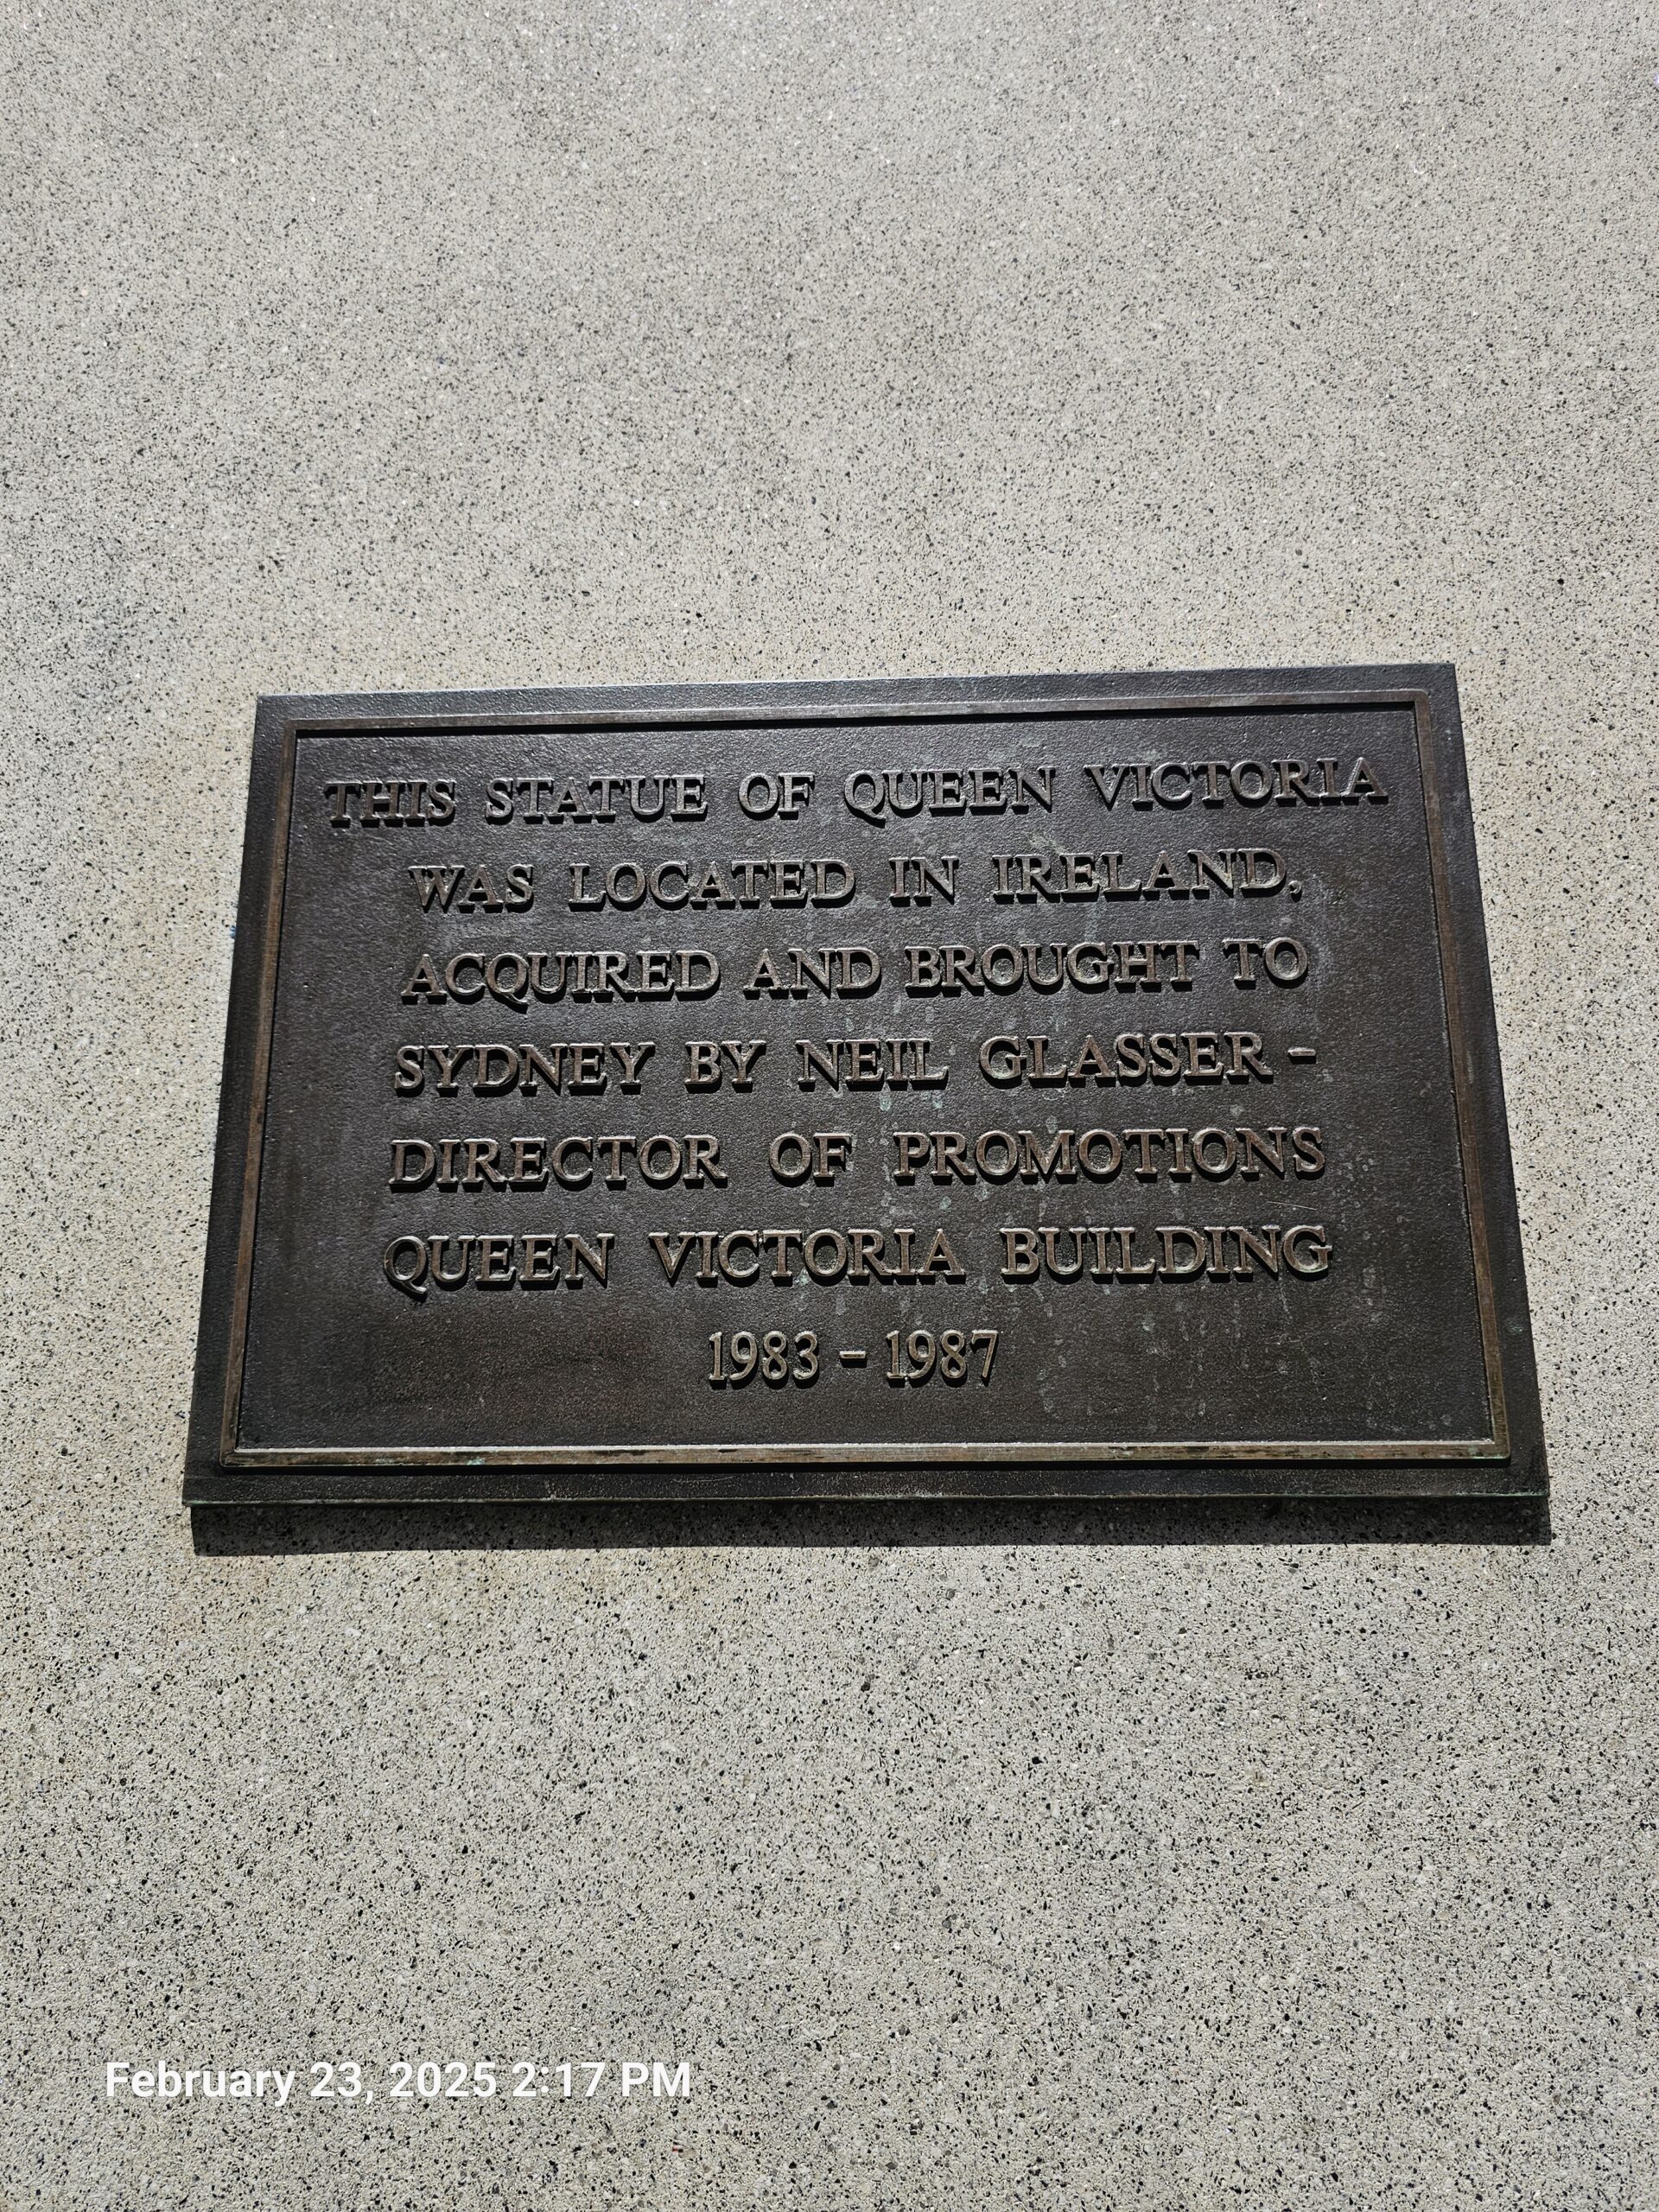 THIS STATUE OF QUEEN VICTORIA
WAS LOCATED IN IRELAND,
ACQUIRED AND BROUGHT TO
SYDNEY BY NEIL GLASSER -
DIRECTOR OF PROMOTIONS
QUEEN VICTORIA BUILDING
1983 - 1987
February 23, 2025 2:17 PM